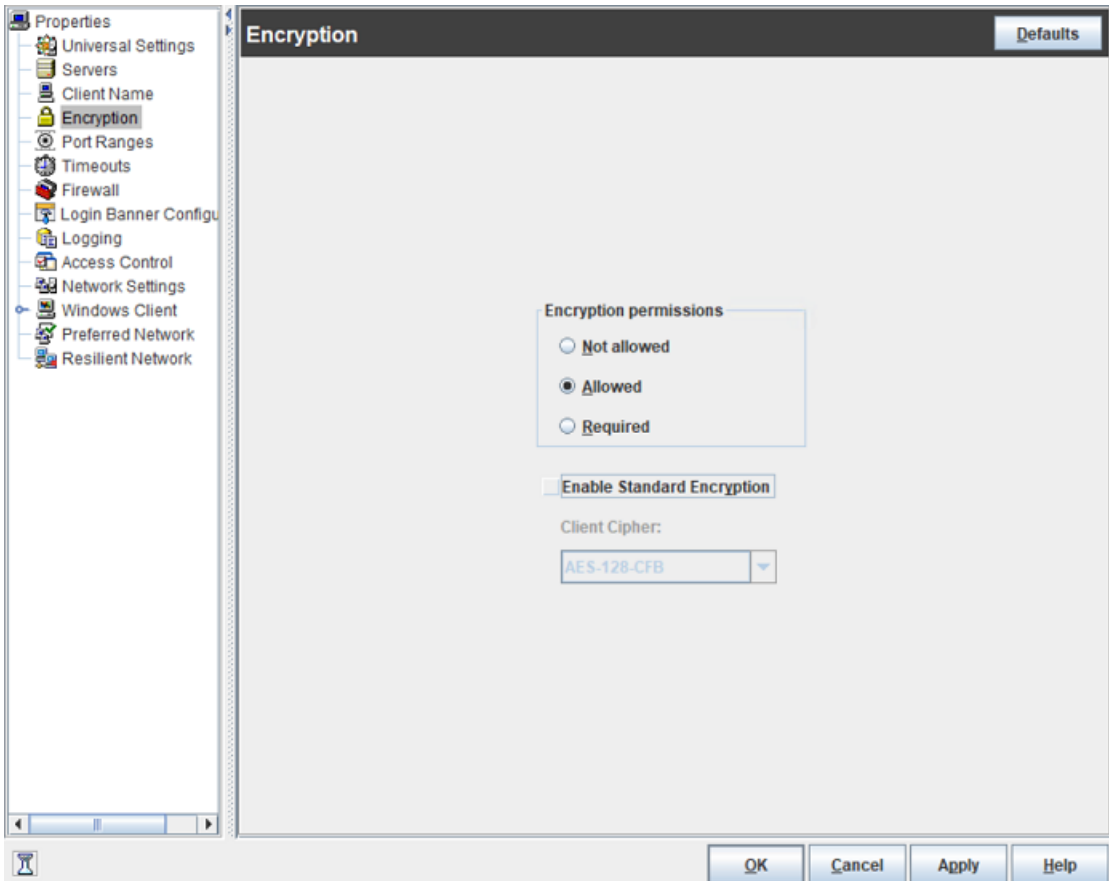 Properties
Universal Settings
Servers
Client Name
Encryption
Port Ranges
Timeouts
Firewall
Login Banner Configu
Logging
Access Control
Network Settings
Windows Client
Preferred Network
Resilient Network
Encryption
Defaults
Encryption permissions
Not allowed
Allowed
Required
Enable Standard Encryption
Client Cipher:
AES-128-CFB
OK Cancel Apply Help